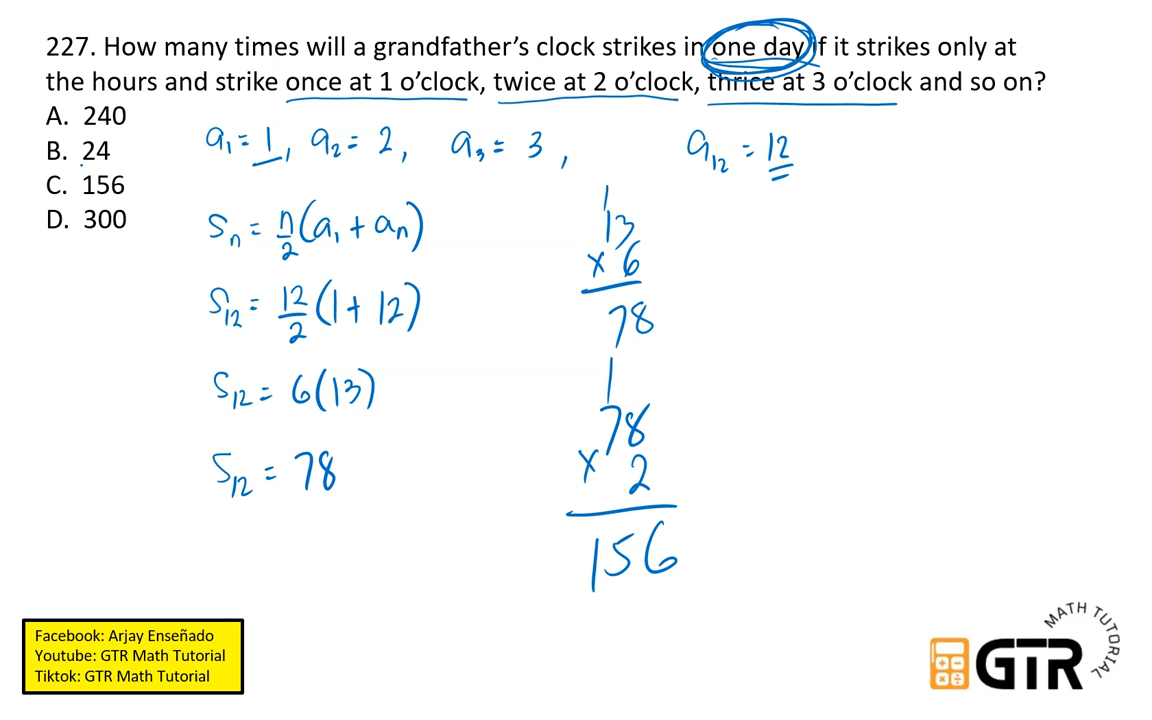 227. How many times will a grandfather's clock strikes in one day if it strikes only at
the hours and strike once at 1 o'clock, twice at 2 o'clock, thrice at 3 o'clock and so on?
A. 240
B. 24
C. 156
D. 300
a₁ = 1, a₂ = 2, a₃ = 3, a₁₂ = 12
Sₙ = n/2 (a₁ + aₙ)
S₁₂ = 12/2 (1 + 12)
S₁₂ = 6(13)
S₁₂ = 78
1
13
x 6
78
1
78
x 2
156
Facebook: Arjay Enseñado
Youtube: GTR Math Tutorial
Tiktok: GTR Math Tutorial
MATH TUTORIAL
GTR